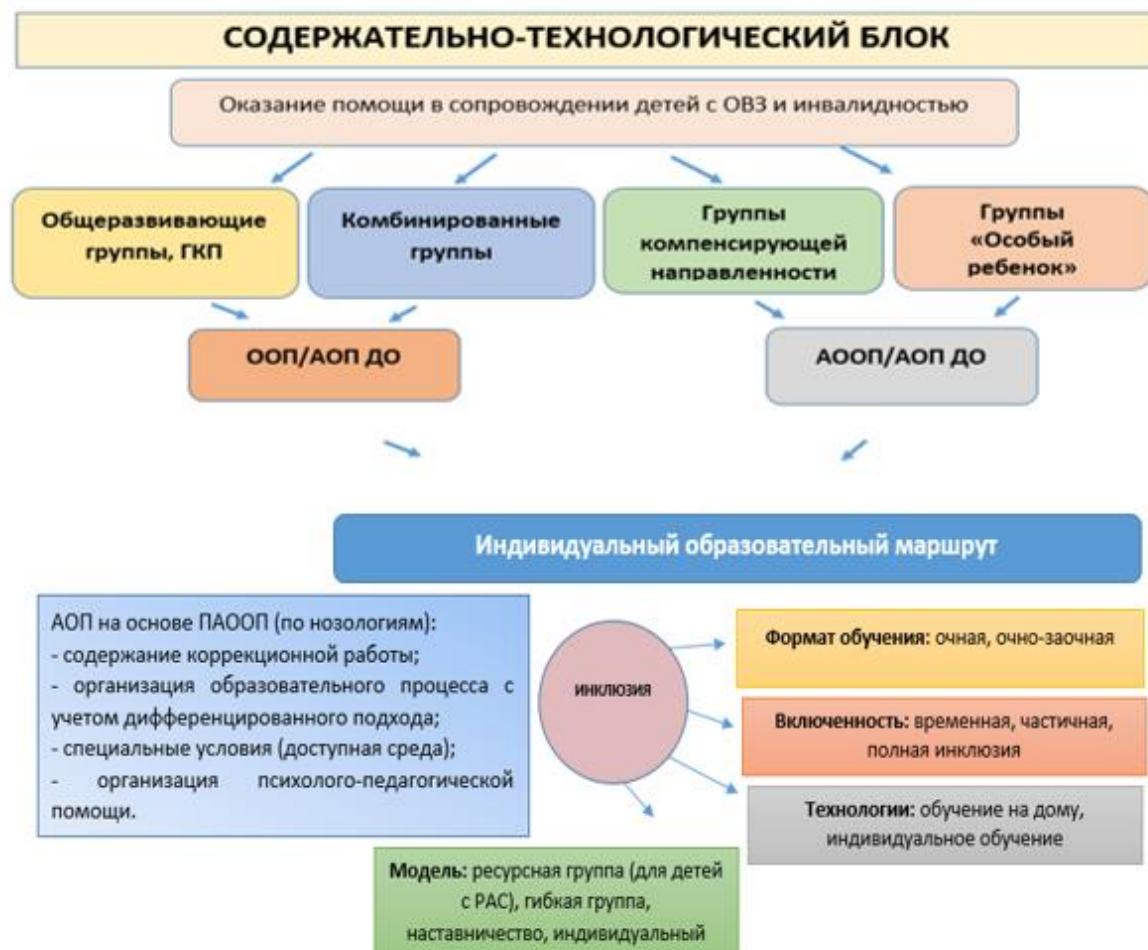 СОДЕРЖАТЕЛЬНО-ТЕХНОЛОГИЧЕСКИЙ БЛОК
Оказание помощи в сопровождении детей с ОВЗ и инвалидностью
Общеразвивающие
группы, ГКП
Комбинированные
группы
Группы
компенсирующей
направленности
Группы
«Особый
ребенок»
ООП/АОП ДО
АООП/АОП ДО
Индивидуальный образовательный маршрут
АОП на основе ПАООП (по нозологиям):
- содержание коррекционной работы;
- организация образовательного процесса с
учетом дифференцированного подхода;
- специальные условия (доступная среда);
- организация психолого-педагогической
помощи.
ИНКЛЮЗИЯ
Формат обучения: очная, очно-заочная
Включенность: временная, частичная,
полная инклюзия
Технологии: обучение на дому,
индивидуальное обучение
Модель: ресурсная группа (для детей
с РАС), гибкая группа,
наставничество, индивидуальный